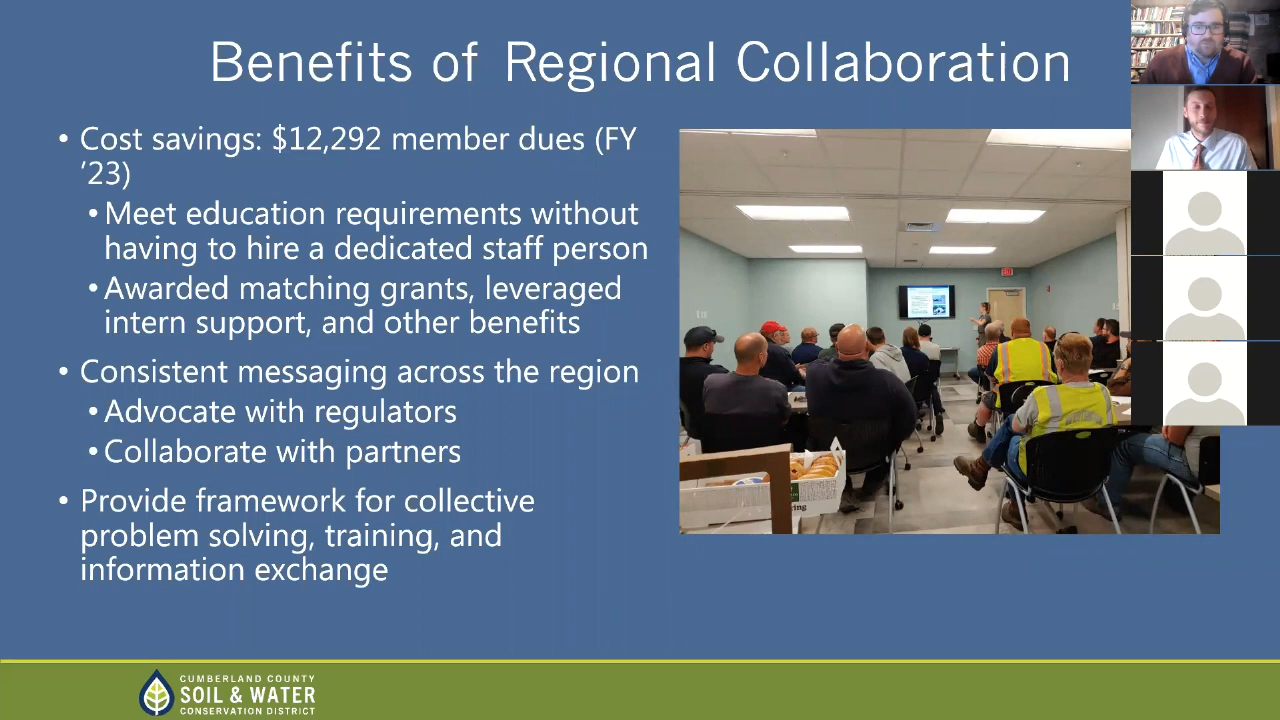 Benefits of Regional Collaboration
• Cost savings: $12,292 member dues (FY
’23)
• Meet education requirements without
having to hire a dedicated staff person
• Awarded matching grants, leveraged
intern support, and other benefits
• Consistent messaging across the region
• Advocate with regulators
• Collaborate with partners
• Provide framework for collective
problem solving, training, and
information exchange
CUMBERLAND COUNTY
SOIL & WATER
CONSERVATION DISTRICT